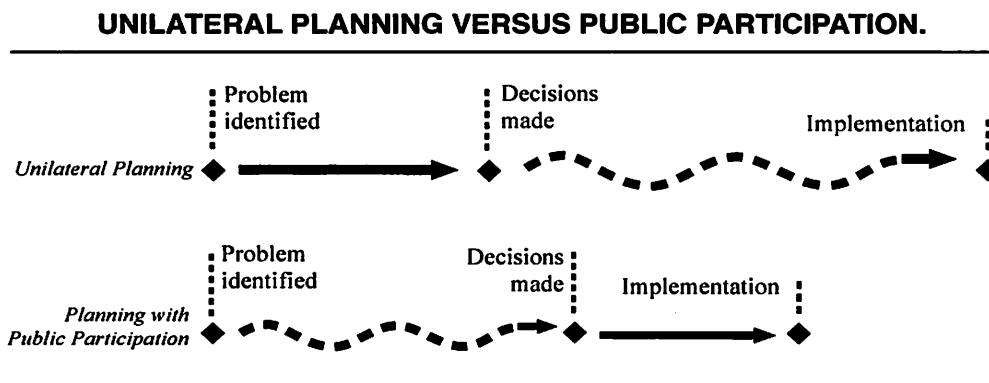 UNILATERAL PLANNING VERSUS PUBLIC PARTICIPATION.
Problem
identified
Decisions
made
Implementation
Unilateral Planning
Problem
identified
Decisions
made
Implementation
Planning with
Public Participation